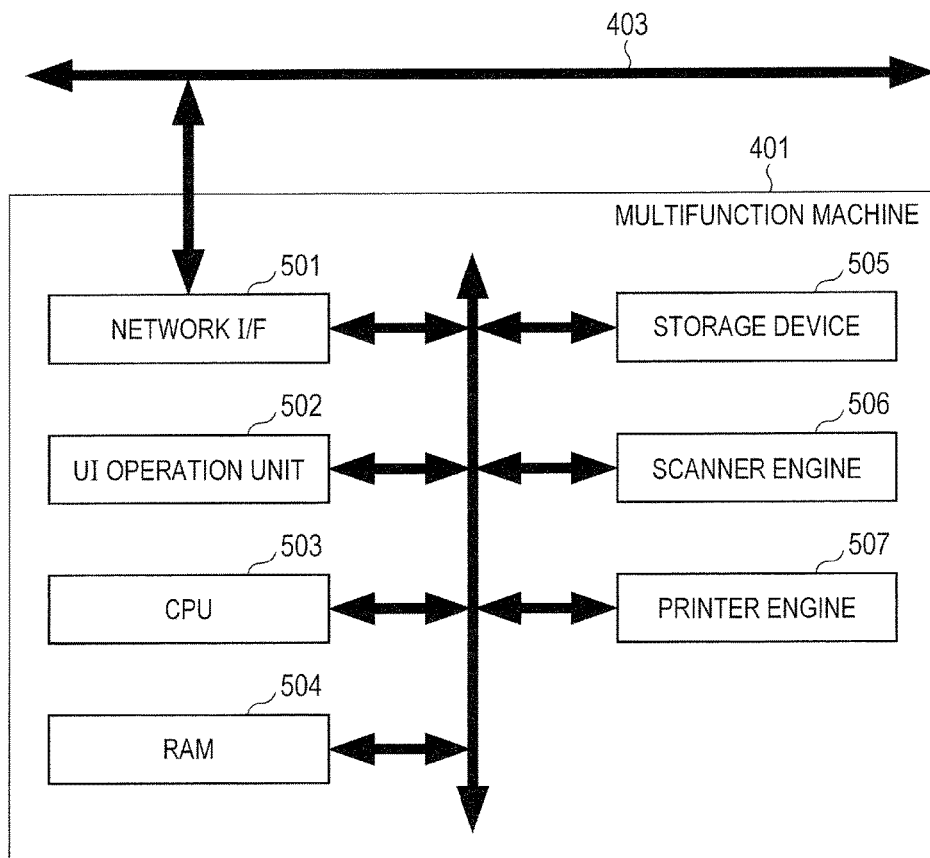 403
401
MULTIFUNCTION MACHINE
501
NETWORK I/F
505
STORAGE DEVICE
502
UI OPERATION UNIT
506
SCANNER ENGINE
503
CPU
507
PRINTER ENGINE
504
RAM